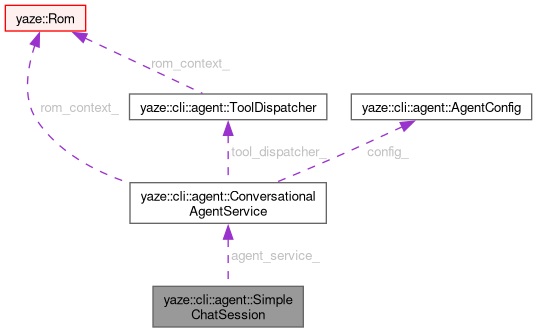 yaze::Rom
rom_context_
rom_context_
yaze::cli::agent::ToolDispatcher
yaze::cli::agent::AgentConfig
tool_dispatcher_
config_
yaze::cli::agent::Conversational
AgentService
agent_service_
yaze::cli::agent::Simple
ChatSession